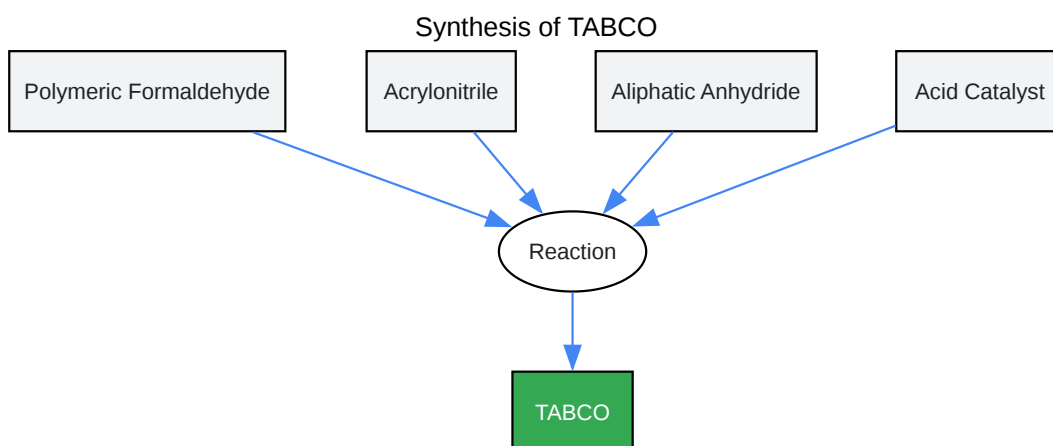 Synthesis of TABCO
Polymeric Formaldehyde
Acrylonitrile
Aliphatic Anhydride
Acid Catalyst
Reaction
TABCO